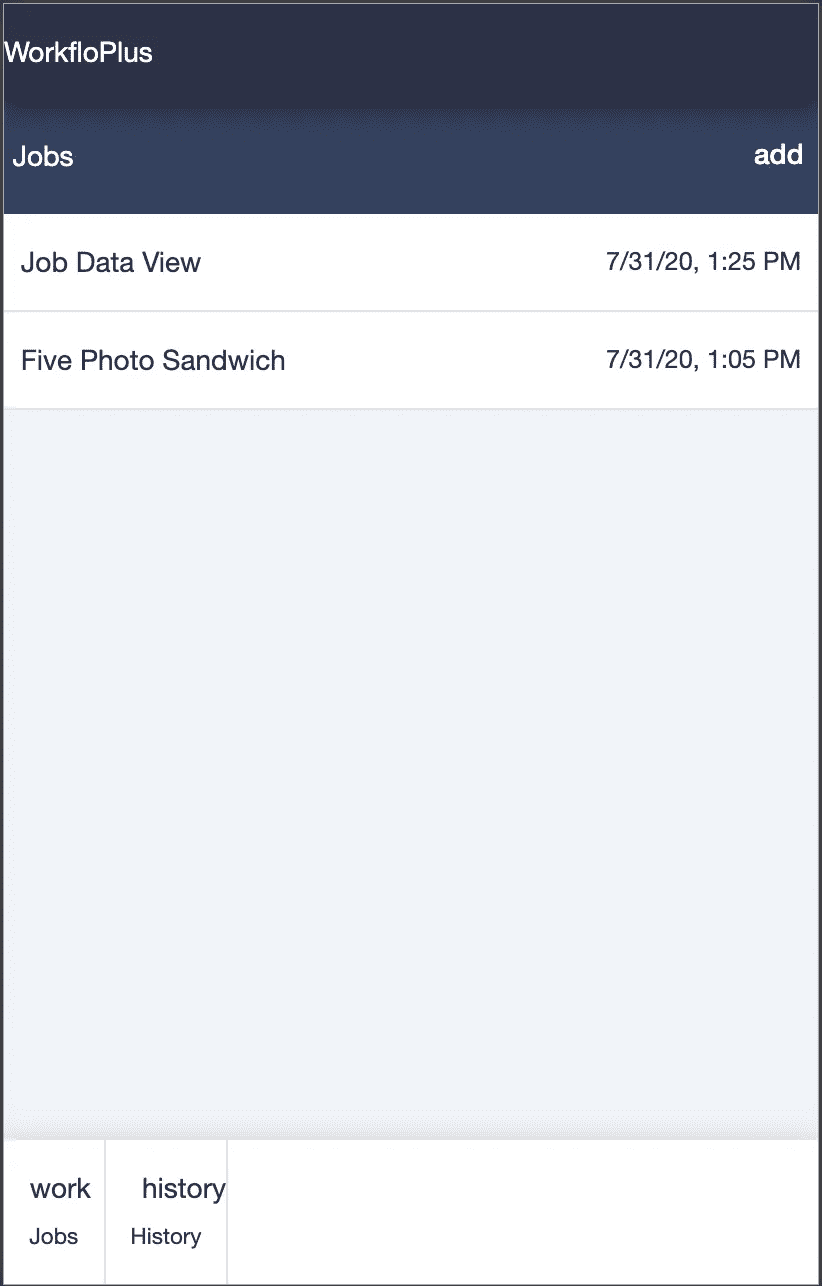 WorkfloPlus
Jobs add
Job Data View 7/31/20, 1:25 PM
Five Photo Sandwich 7/31/20, 1:05 PM
work history
Jobs History